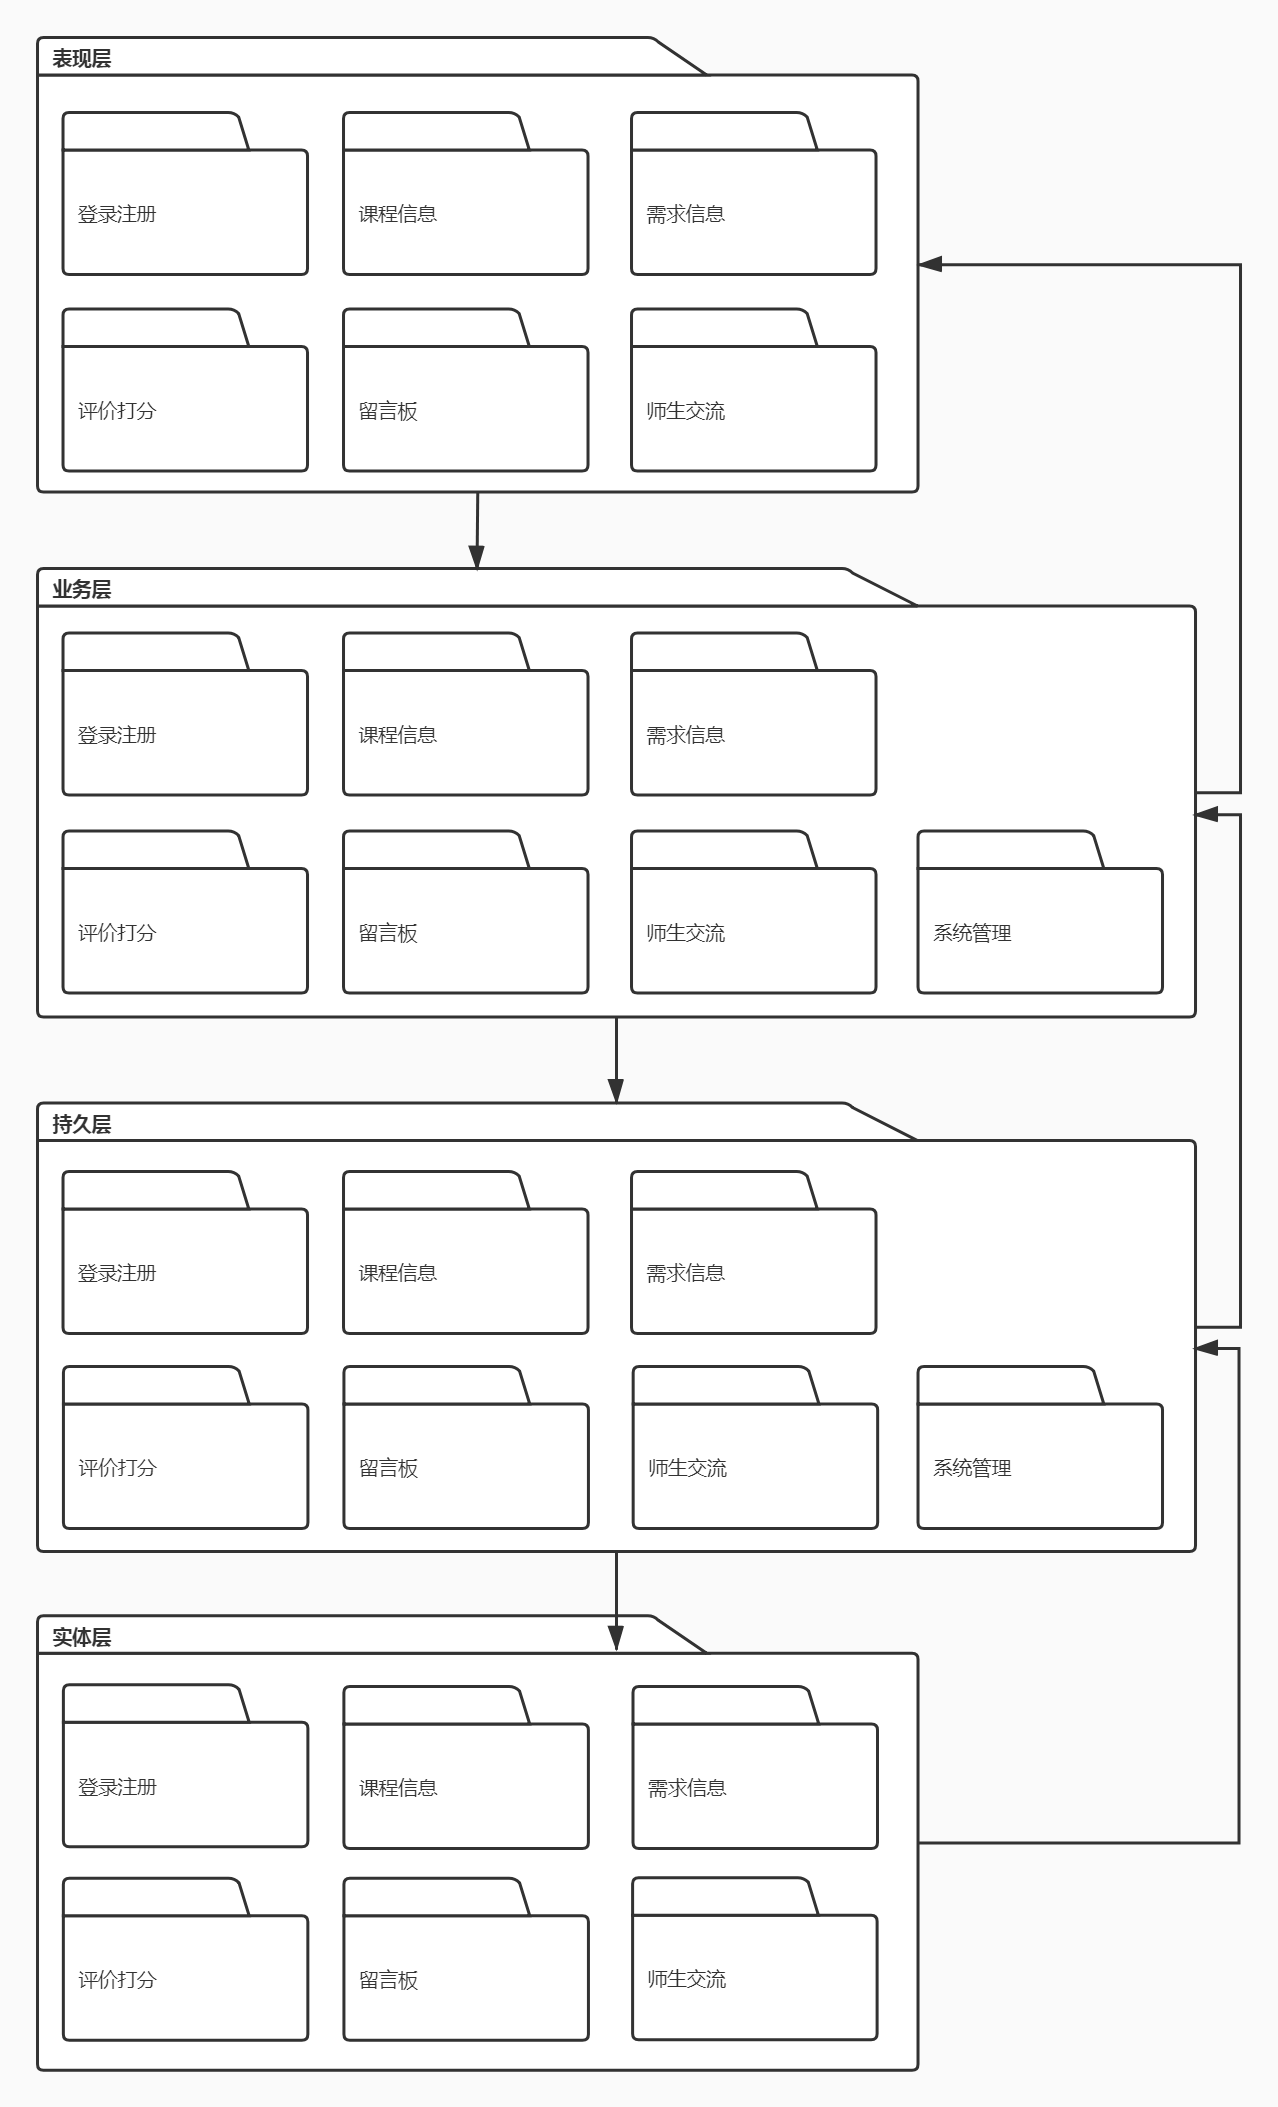 表现层
登录注册
课程信息
需求信息
评价打分
留言板
师生交流
业务层
登录注册
课程信息
需求信息
评价打分
留言板
师生交流
系统管理
持久层
登录注册
课程信息
需求信息
评价打分
留言板
师生交流
系统管理
实体层
登录注册
课程信息
需求信息
评价打分
留言板
师生交流